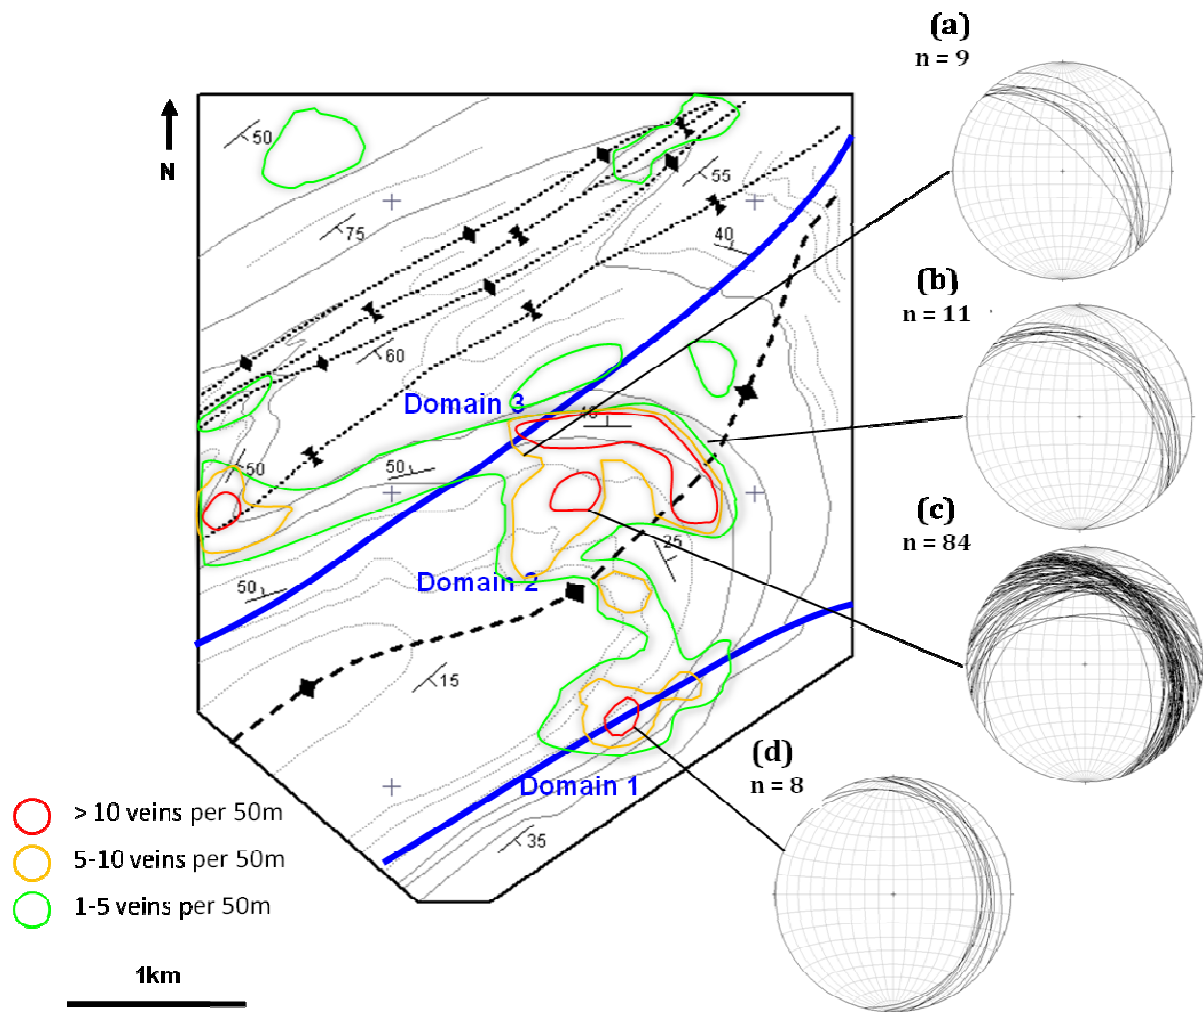 (a)
n = 9
N
50
55
75
40
(b)
n = 11
60
Domain 3
50
50
(c)
n = 84
25
50
Domain 2
15
(d)
n = 8
Domain 1
> 10 veins per 50m
5-10 veins per 50m
1-5 veins per 50m
35
1km